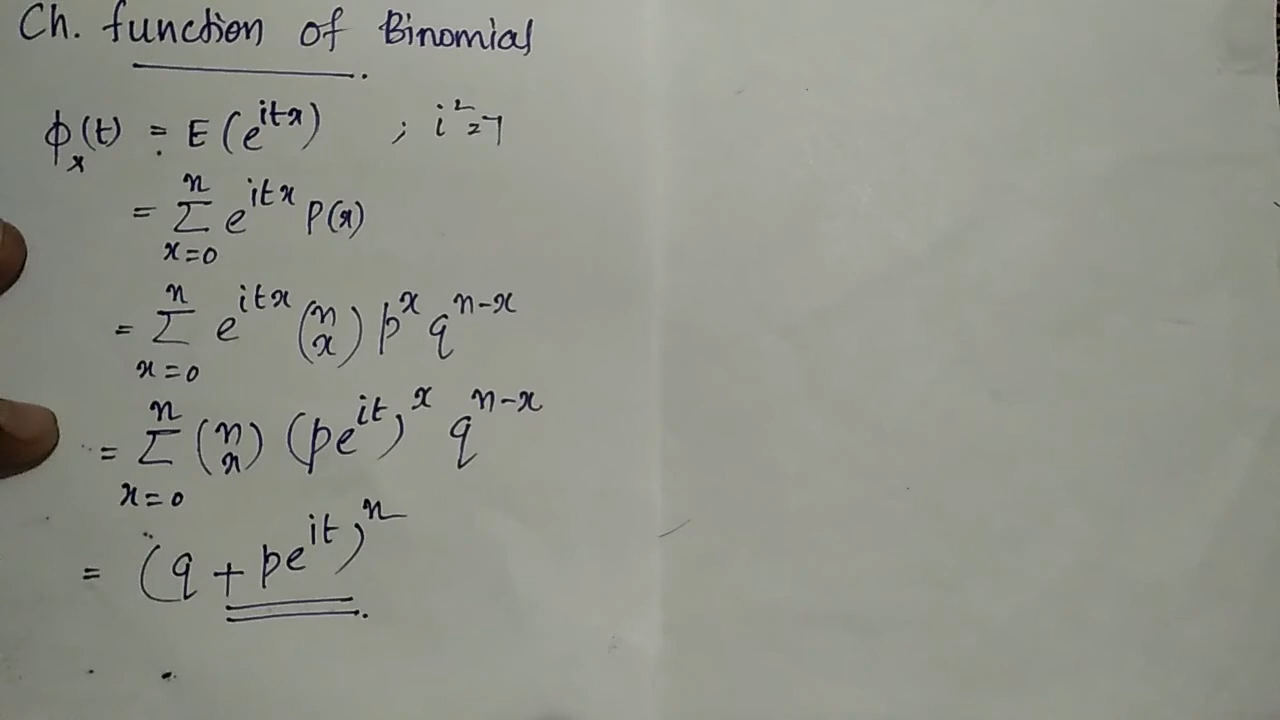 Ch. function of Binomial
ϕₓ(t) = E(e^{itx}) ; i² = -1
= Σ_{x=0}^{n} e^{itx} P(x)
= Σ_{x=0}^{n} e^{itx} (n x) p^x q^{n-x}
= Σ_{x=0}^{n} (n x) (pe^{it})^x q^{n-x}
= (q + pe^{it})^n.